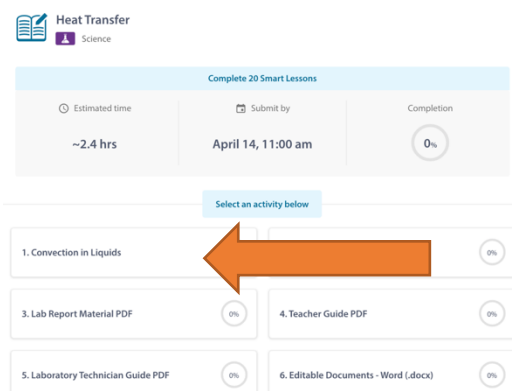 Heat Transfer
Science
Complete 20 Smart Lessons
Estimated time
Submit by
Completion
~2.4 hrs
April 14, 11:00 am
0%
Select an activity below
1. Convection in Liquids
0%
3. Lab Report Material PDF
0%
4. Teacher Guide PDF
0%
5. Laboratory Technician Guide PDF
0%
6. Editable Documents - Word (.docx)
0%